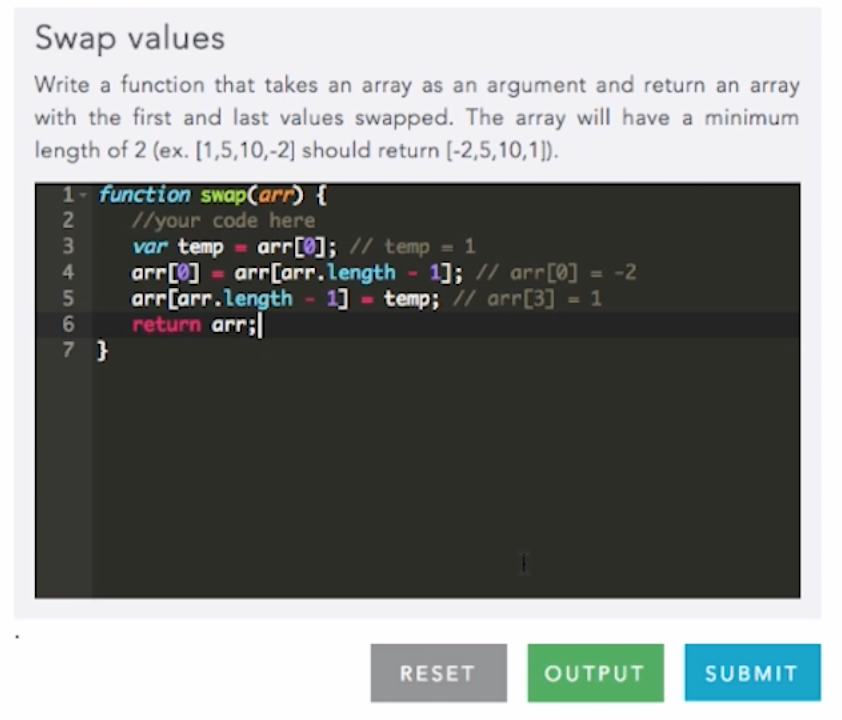 Swap values
Write a function that takes an array as an argument and return an array
with the first and last values swapped. The array will have a minimum
length of 2 (ex. [1,5,10,-2] should return [-2,5,10,1]).
1 function swap(arr) {
2 //your code here
3 var temp = arr[0]; // temp = 1
4 arr[0] = arr[arr.length - 1]; // arr[0] = -2
5 arr[arr.length - 1] = temp; // arr[3] = 1
6 return arr;
7 }
RESET OUTPUT SUBMIT